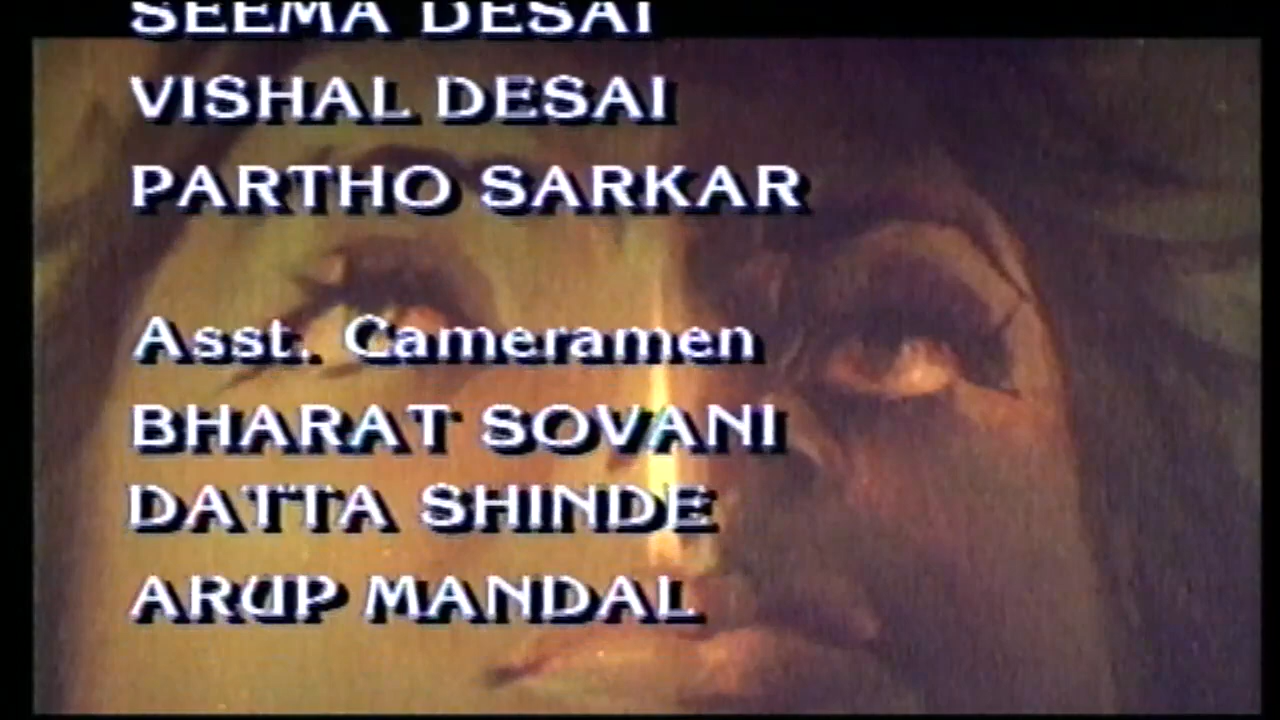 SEEMA DESAI
VISHAL DESAI
PARTHO SARKAR
Asst. Cameramen
BHARAT SOVANI
DATTA SHINDE
ARUP MANDAL